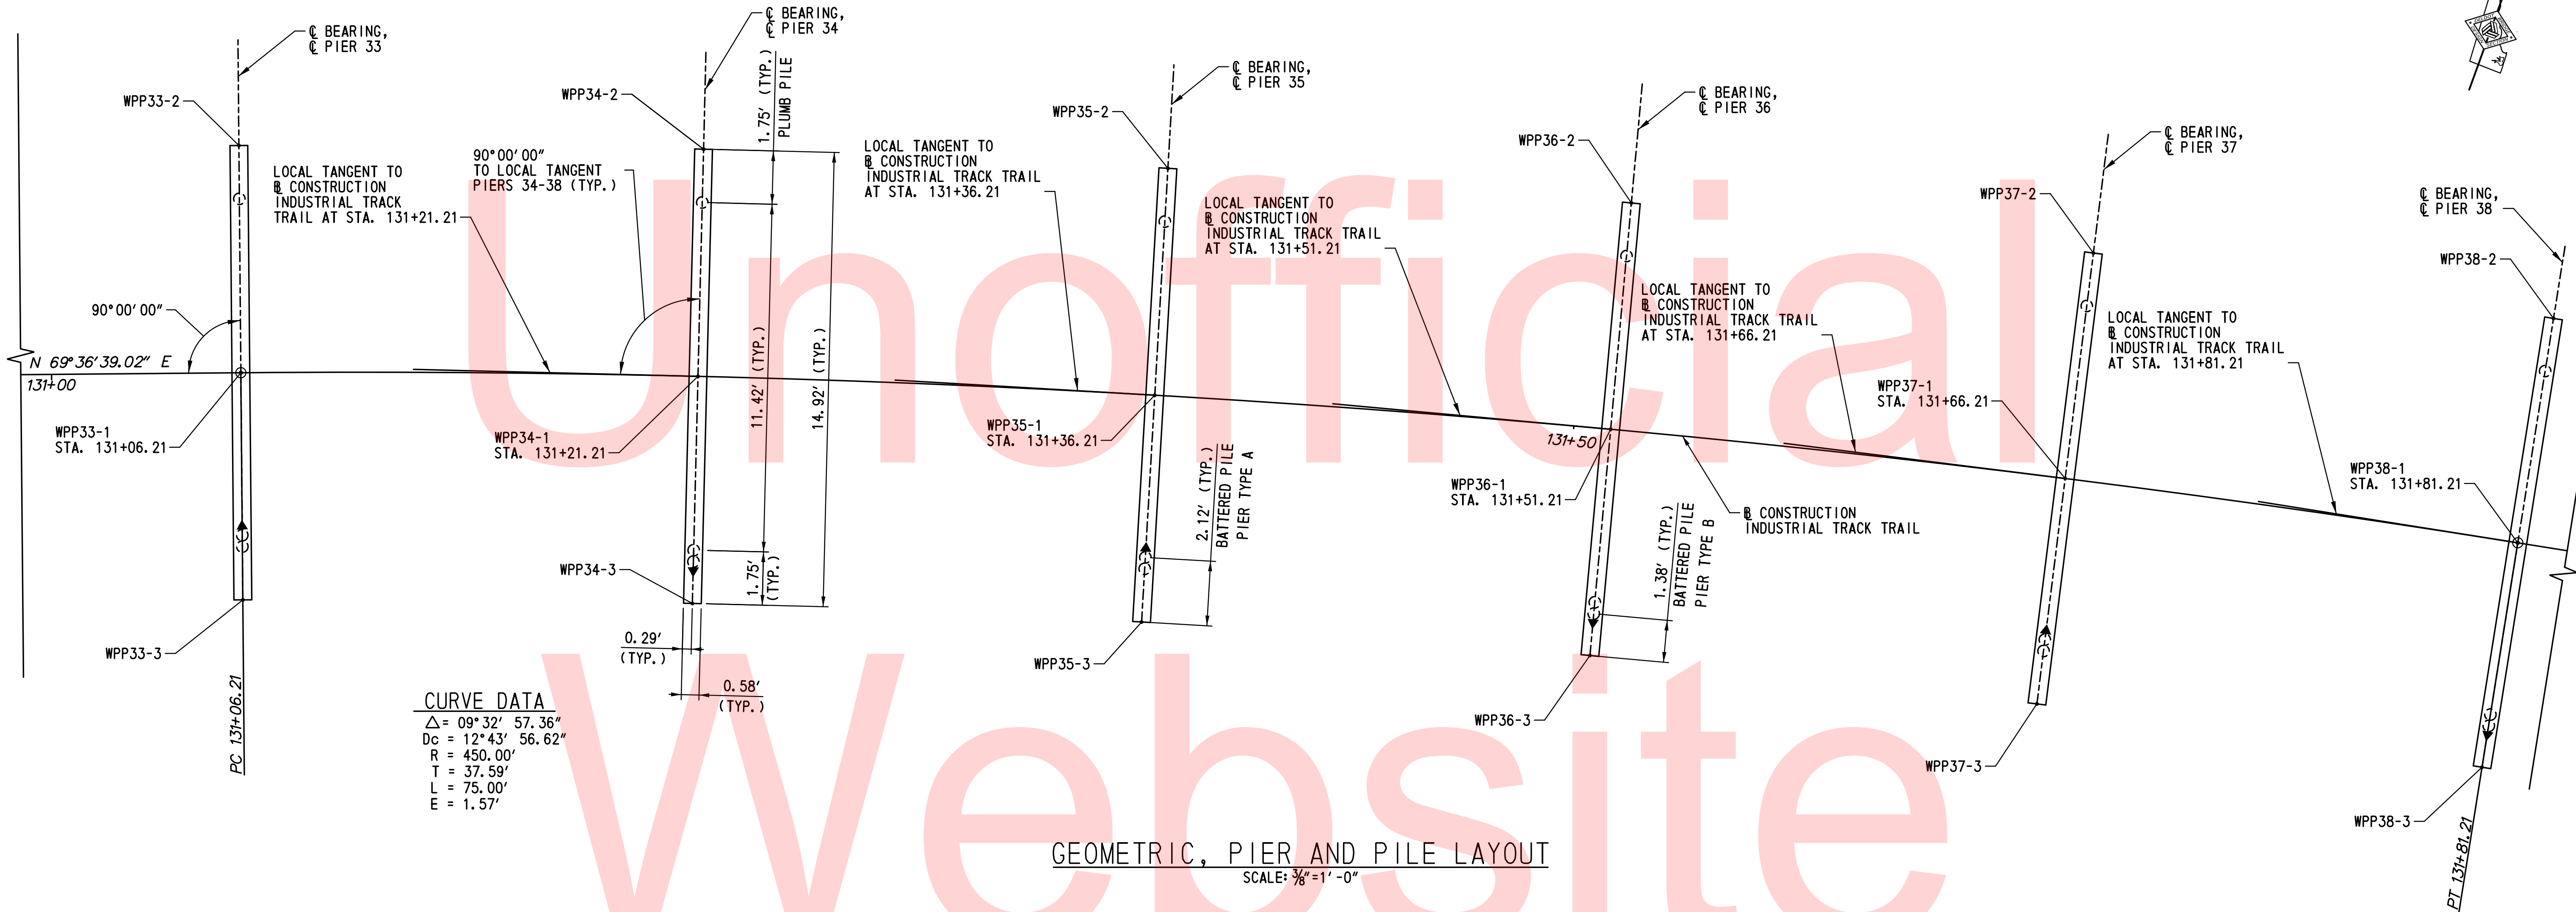 ℄ BEARING,
℄ PIER 33
℄ BEARING,
℄ PIER 34
℄ BEARING,
℄ PIER 35
℄ BEARING,
℄ PIER 36
℄ BEARING,
℄ PIER 37
℄ BEARING,
℄ PIER 38
WPP33-2
WPP34-2
WPP35-2
WPP36-2
WPP37-2
WPP38-2
1.75' (TYP.)
PLUMB PILE
LOCAL TANGENT TO
B CONSTRUCTION
INDUSTRIAL TRACK
TRAIL AT STA. 131+21.21
90°00'00"
TO LOCAL TANGENT
PIERS 34-38 (TYP.)
LOCAL TANGENT TO
B CONSTRUCTION
INDUSTRIAL TRACK TRAIL
AT STA. 131+36.21
LOCAL TANGENT TO
B CONSTRUCTION
INDUSTRIAL TRACK TRAIL
AT STA. 131+51.21
LOCAL TANGENT TO
B CONSTRUCTION
INDUSTRIAL TRACK TRAIL
AT STA. 131+66.21
LOCAL TANGENT TO
B CONSTRUCTION
INDUSTRIAL TRACK TRAIL
AT STA. 131+81.21
90°00'00"
N 69°36'39.02" E
131+00
11.42' (TYP.)
14.92' (TYP.)
WPP33-1
STA. 131+06.21
WPP34-1
STA. 131+21.21
WPP35-1
STA. 131+36.21
131+50
WPP36-1
STA. 131+51.21
WPP37-1
STA. 131+66.21
WPP38-1
STA. 131+81.21
B CONSTRUCTION
INDUSTRIAL TRACK TRAIL
2.12' (TYP.)
BATTERED PILE
PIER TYPE A
1.38' (TYP.)
BATTERED PILE
PIER TYPE B
1.75'
(TYP.)
0.29'
(TYP.)
0.58'
(TYP.)
WPP33-3
WPP34-3
WPP35-3
WPP36-3
WPP37-3
WPP38-3
PC 131+06.21
PT 131+81.21
CURVE DATA
△= 09°32' 57.36"
Dc = 12°43' 56.62"
R = 450.00'
T = 37.59'
L = 75.00'
E = 1.57'
GEOMETRIC, PIER AND PILE LAYOUT
SCALE: ⅜"=1'-0"
Unofficial
Website